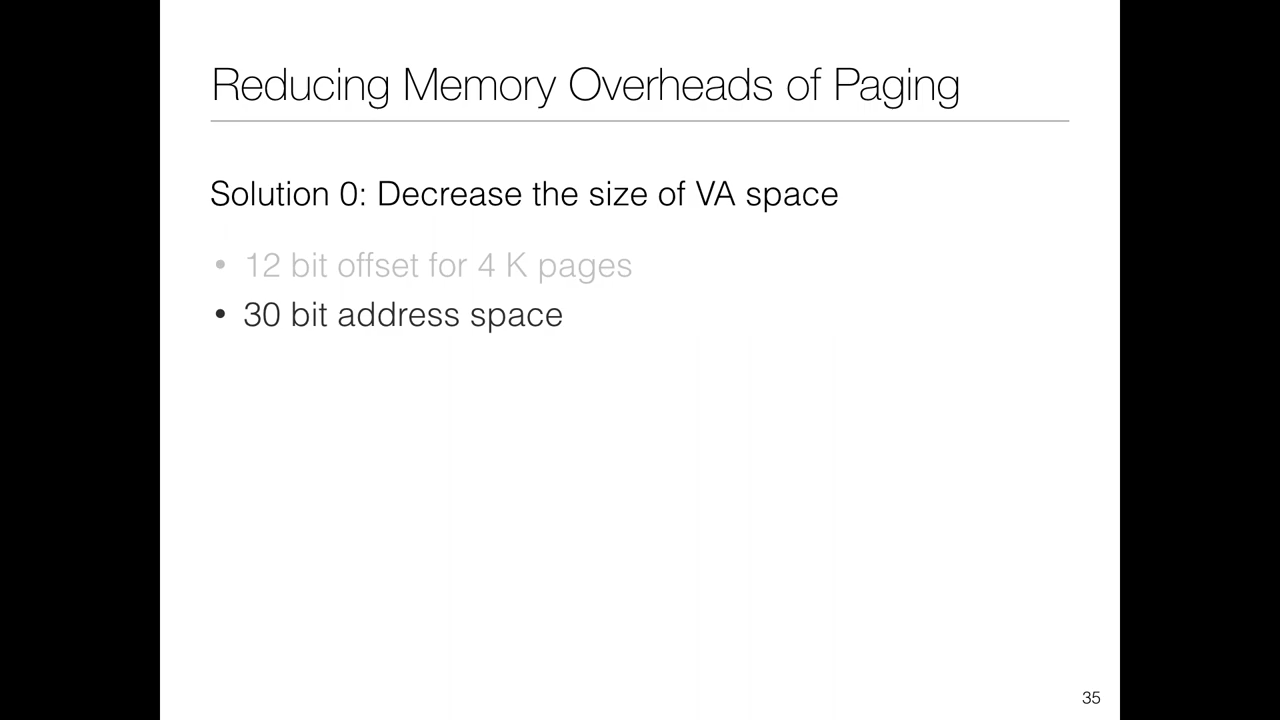 Reducing Memory Overheads of Paging
Solution 0: Decrease the size of VA space
• 12 bit offset for 4 K pages
• 30 bit address space
35